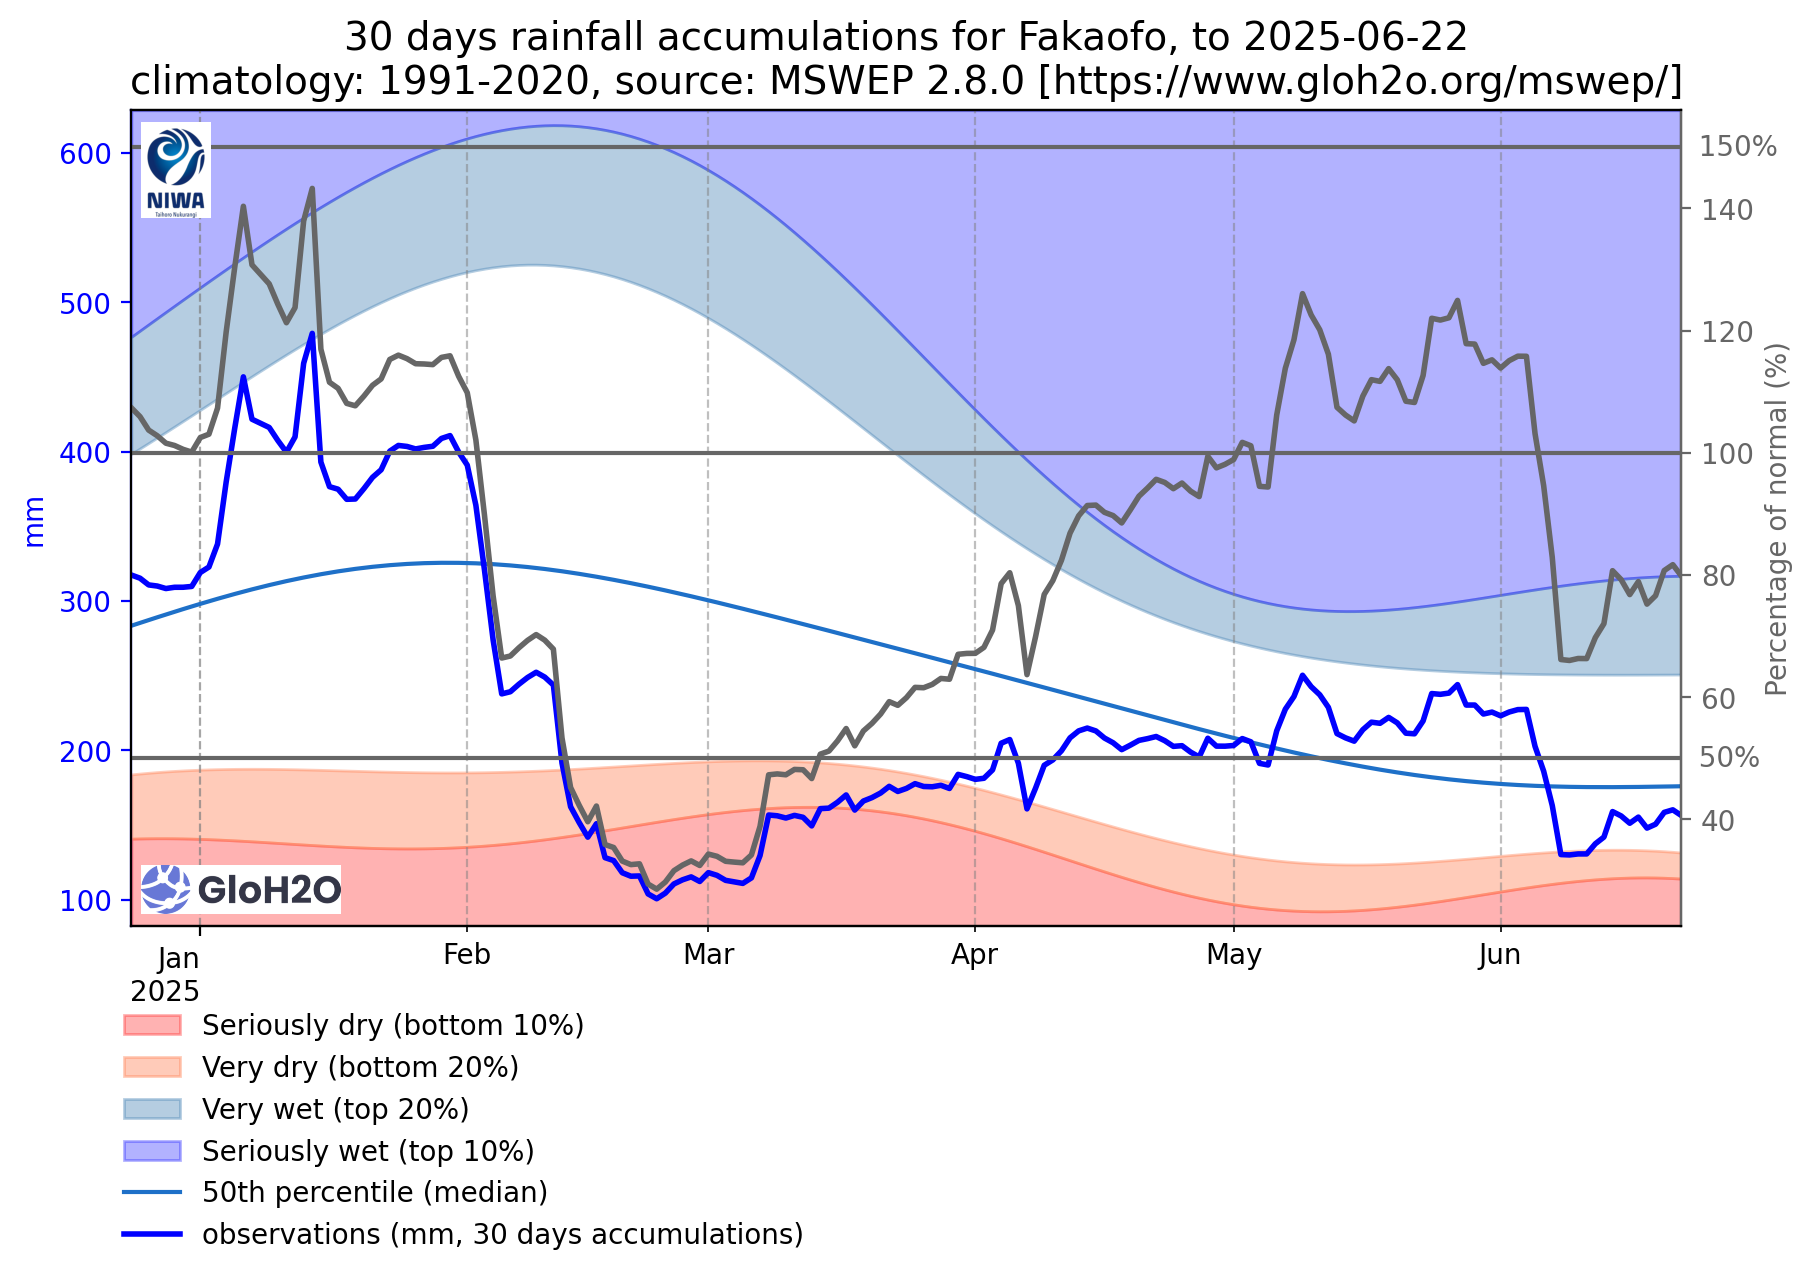 30 days rainfall accumulations for Fakaofo, to 2025-06-22
climatology: 1991-2020, source: MSWEP 2.8.0 [https://www.gloh2o.org/mswep/]
NIWA
Taihoro Nukurangi
600
500
400
300
200
100
mm
150%
140
120
100
80
60
50%
40
Percentage of normal (%)
GloH2O
Jan
2025
Feb
Mar
Apr
May
Jun
Seriously dry (bottom 10%)
Very dry (bottom 20%)
Very wet (top 20%)
Seriously wet (top 10%)
50th percentile (median)
observations (mm, 30 days accumulations)